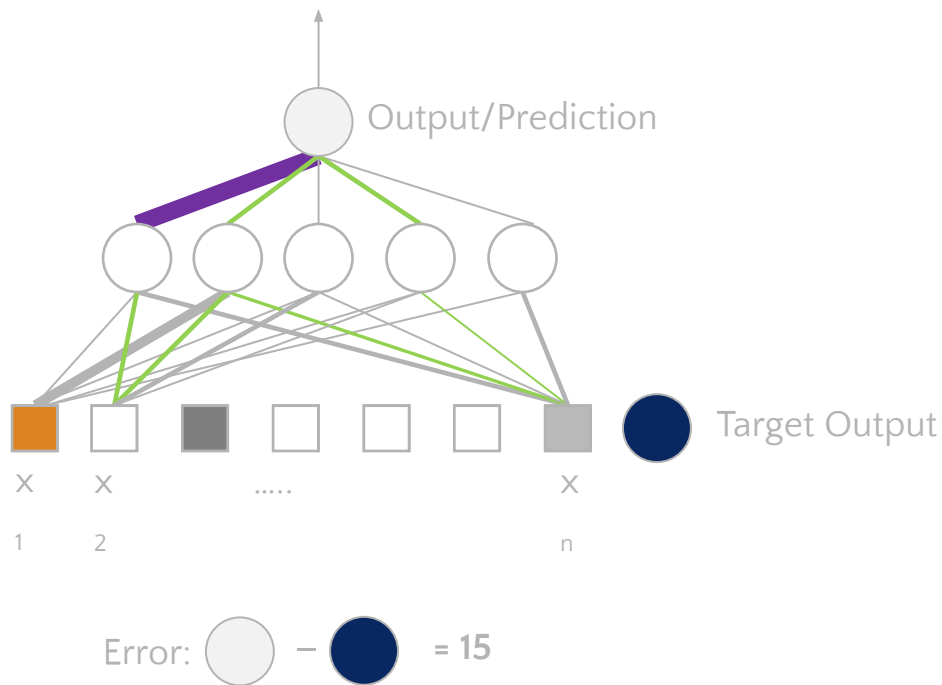 Output/Prediction
Target Output
x x ..... x
1 2 n
Error: – = 15